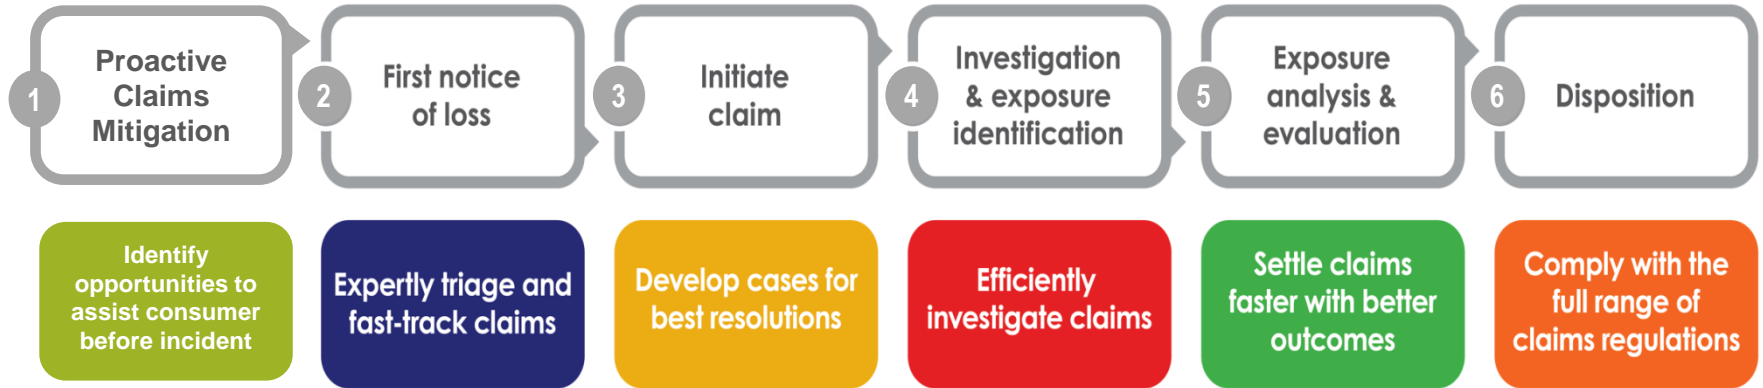 1
Proactive
Claims
Mitigation
2
First notice
of loss
3
Initiate
claim
4
Investigation
& exposure
identification
5
Exposure
analysis &
evaluation
6
Disposition
Identify
opportunities to
assist consumer
before incident
Expertly triage and
fast-track claims
Develop cases for
best resolutions
Efficiently
investigate claims
Settle claims
faster with better
outcomes
Comply with the
full range of
claims regulations